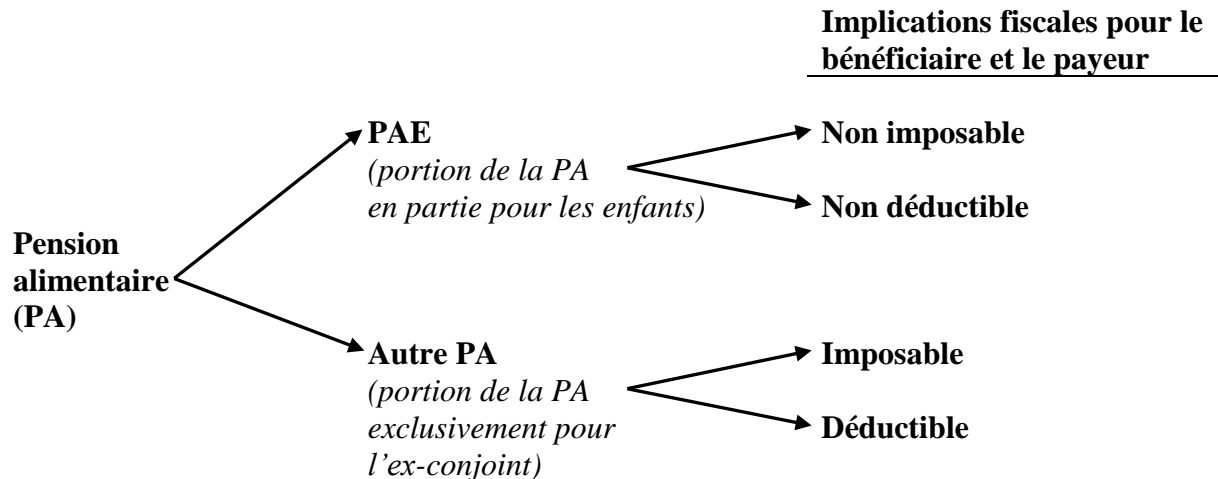 Implications fiscales pour le
bénéficiaire et le payeur
PAE
(portion de la PA
en partie pour les enfants)
Non imposable
Non déductible
Pension
alimentaire
(PA)
Autre PA
(portion de la PA
exclusivement pour
l’ex-conjoint)
Imposable
Déductible